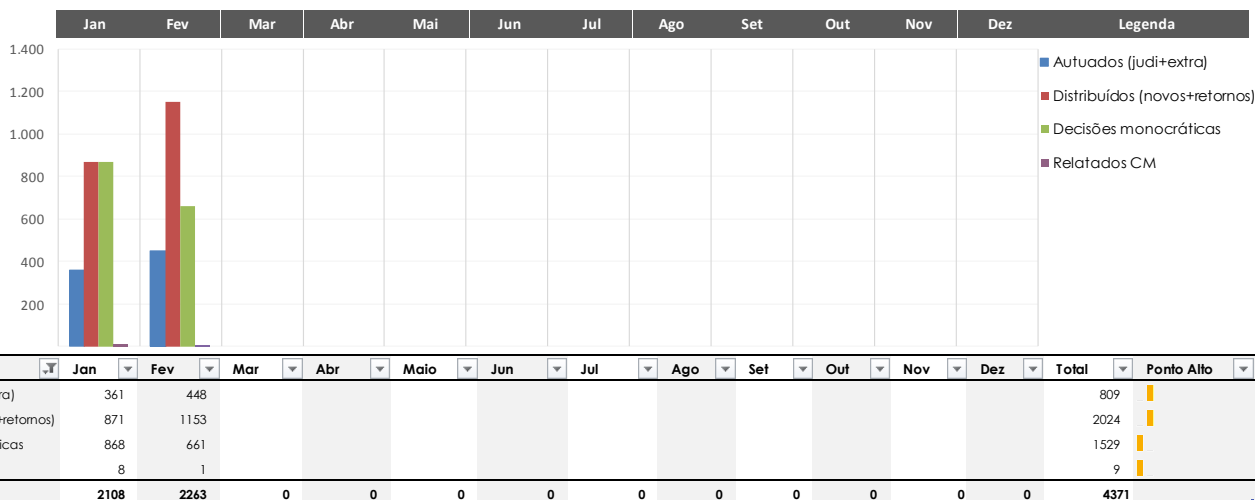 Jan Fev Mar Abr Mai Jun Jul Ago Set Out Nov Dez Legenda
1.400
1.200
1.000
800
600
400
200
Autuados (judi+extra)
Distribuídos (novos+retornos)
Decisões monocráticas
Relatados CM
Jan Fev Mar Abr Maio Jun Jul Ago Set Out Nov Dez Total Ponto Alto
ra) 361 448 809
+retornos) 871 1153 2024
icas 868 661 1529
8 1 9
2108 2263 0 0 0 0 0 0 0 0 0 0 4371